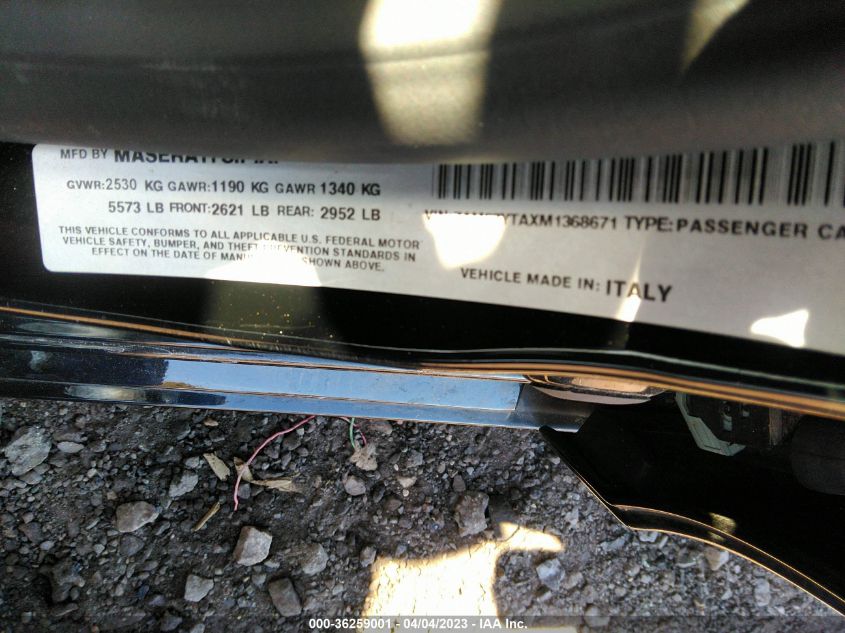 MFD BY MASERATI S.P.A.
GVWR:2530 KG GAWR:1190 KG GAWR 1340 KG
5573 LB FRONT:2621 LB REAR: 2952 LB
THIS VEHICLE CONFORMS TO ALL APPLICABLE U.S. FEDERAL MOTOR
VEHICLE SAFETY, BUMPER, AND THEFT PREVENTION STANDARDS IN
EFFECT ON THE DATE OF MANUFACTURE SHOWN ABOVE.
TAXM1368671 TYPE: PASSENGER CA
VEHICLE MADE IN: ITALY
000-36259001 - 04/04/2023 - IAA Inc.